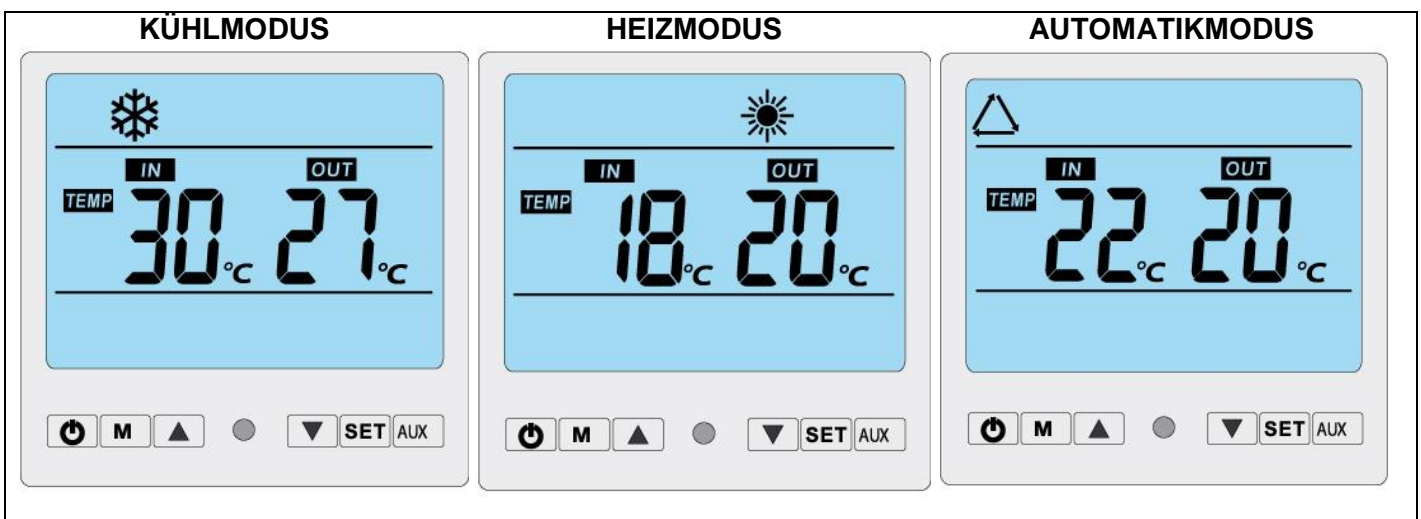 KÜHLMODUS HEIZMODUS AUTOMATIKMODUS
IN OUT
TEMP 30 °C 27 °C
M SET AUX
IN OUT
TEMP 18 °C 20 °C
M SET AUX
IN OUT
TEMP 22 °C 20 °C
M SET AUX